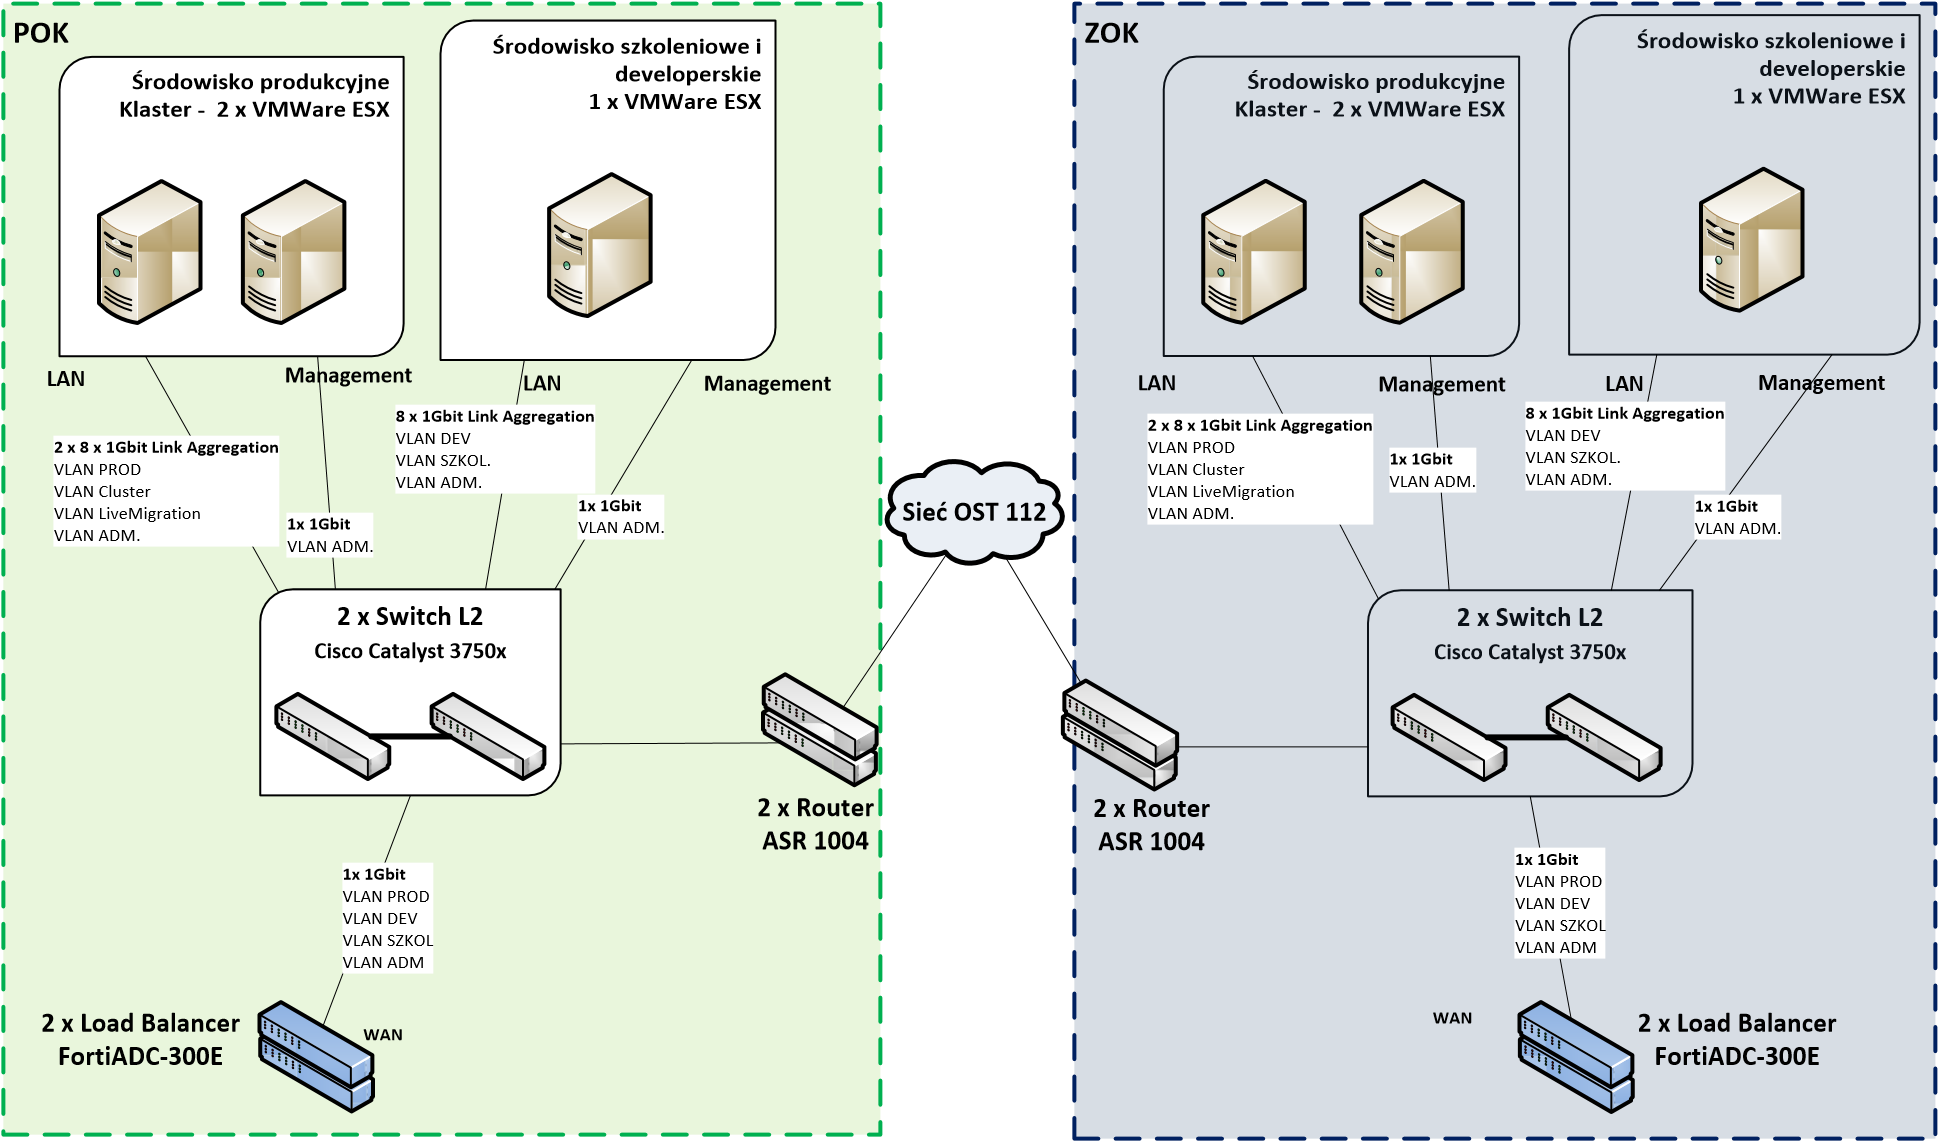 POK
Środowisko produkcyjne
Klaster - 2 x VMWare ESX
Środowisko szkoleniowe i
developerskie
1 x VMWare ESX
LAN
Management
LAN
Management
2 x 8 x 1Gbit Link Aggregation
VLAN PROD
VLAN Cluster
VLAN LiveMigration
VLAN ADM.
1x 1Gbit
VLAN ADM.
8 x 1Gbit Link Aggregation
VLAN DEV
VLAN SZKOL.
VLAN ADM.
1x 1Gbit
VLAN ADM.
2 x Switch L2
Cisco Catalyst 3750x
2 x Router
ASR 1004
1x 1Gbit
VLAN PROD
VLAN DEV
VLAN SZKOL
VLAN ADM
2 x Load Balancer
FortiADC-300E
WAN
Sieć OST 112
ZOK
Środowisko produkcyjne
Klaster - 2 x VMWare ESX
Środowisko szkoleniowe i
developerskie
1 x VMWare ESX
LAN
Management
LAN
Management
2 x 8 x 1Gbit Link Aggregation
VLAN PROD
VLAN Cluster
VLAN LiveMigration
VLAN ADM.
1x 1Gbit
VLAN ADM.
8 x 1Gbit Link Aggregation
VLAN DEV
VLAN SZKOL.
VLAN ADM.
1x 1Gbit
VLAN ADM.
2 x Switch L2
Cisco Catalyst 3750x
2 x Router
ASR 1004
1x 1Gbit
VLAN PROD
VLAN DEV
VLAN SZKOL
VLAN ADM
WAN
2 x Load Balancer
FortiADC-300E